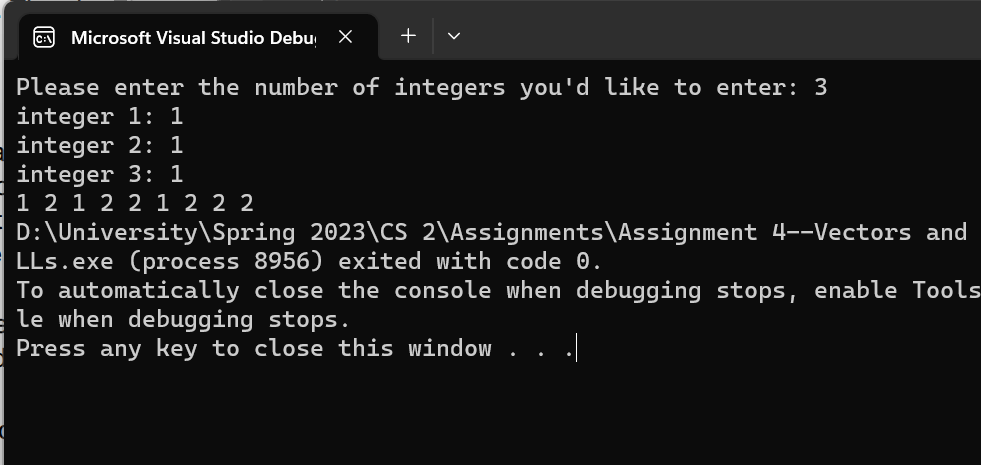 Microsoft Visual Studio Debu
Please enter the number of integers you'd like to enter: 3
integer 1: 1
integer 2: 1
integer 3: 1
1 2 1 2 2 1 2 2 2
D:\University\Spring 2023\CS 2\Assignments\Assignment 4--Vectors and
LLs.exe (process 8956) exited with code 0.
To automatically close the console when debugging stops, enable Tools
le when debugging stops.
Press any key to close this window . . .